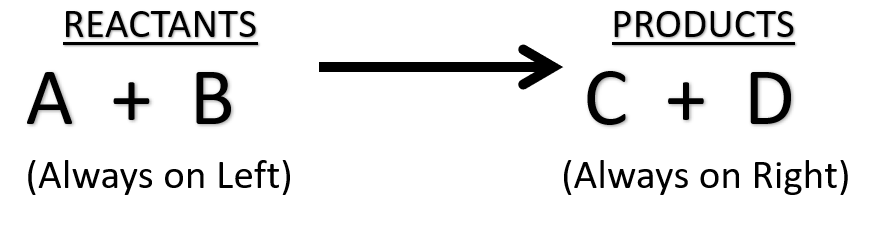 REACTANTS
PRODUCTS
A + B
C + D
(Always on Left)
(Always on Right)